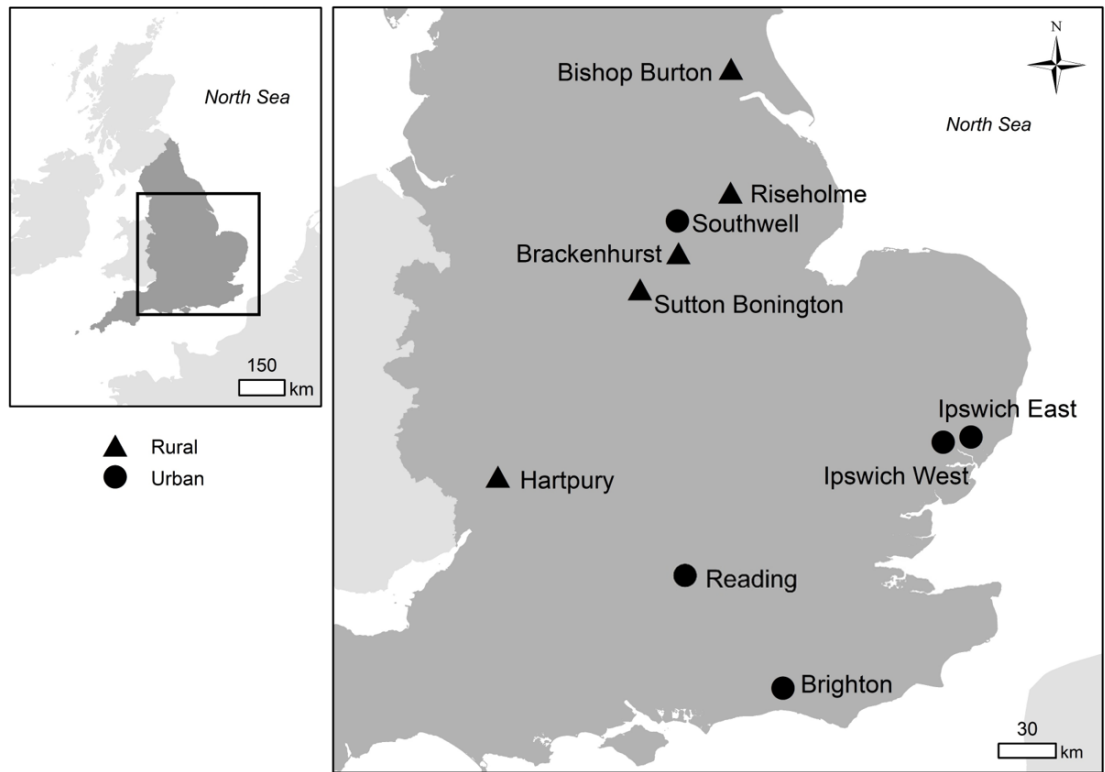 North Sea
150
km
Rural
Urban
N
Bishop Burton
North Sea
Riseholme
Southwell
Brackenhurst
Sutton Bonington
Ipswich East
Ipswich West
Hartpury
Reading
Brighton
30
km